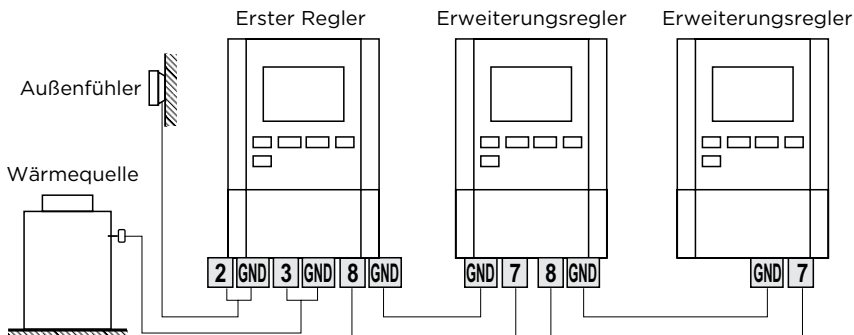 Erster Regler
Erweiterungsregler
Erweiterungsregler
Außenfühler
Wärmequelle
2 GND 3 GND 8 GND
GND 7 8 GND
GND 7